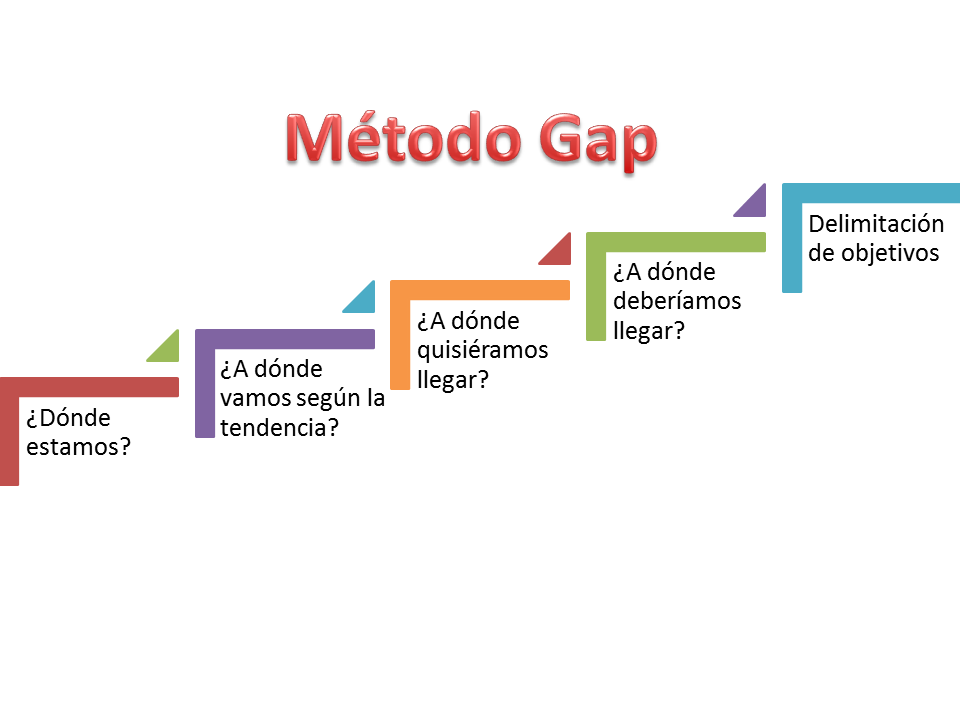 Método Gap
¿Dónde
estamos?
¿A dónde
vamos según la
tendencia?
¿A dónde
quisiéramos
llegar?
¿A dónde
deberíamos
llegar?
Delimitación
de objetivos